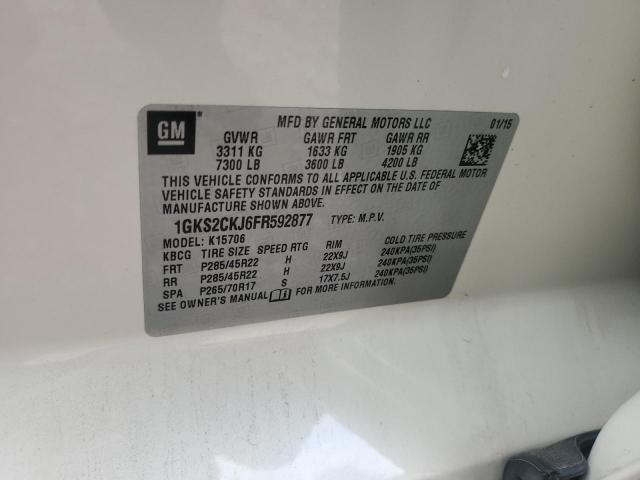 GM
MFD BY GENERAL MOTORS LLC 01/15
GVWR GAWR FRT GAWR RR
3311 KG 1633 KG 1905 KG
7300 LB 3600 LB 4200 LB
THIS VEHICLE CONFORMS TO ALL APPLICABLE U.S. FEDERAL MOTOR
VEHICLE SAFETY STANDARDS IN EFFECT ON THE DATE OF
MANUFACTURE SHOWN ABOVE.
1GKS2CKJ6FR592877 TYPE: M.P.V.
MODEL: K15706
KBCG TIRE SIZE SPEED RTG RIM COLD TIRE PRESSURE
FRT P285/45R22 H 22X9J 240KPA(35PSI)
RR P285/45R22 H 22X9J 240KPA(35PSI)
SPA P265/70R17 S 17X7.5J 240KPA(35PSI)
SEE OWNER'S MANUAL FOR MORE INFORMATION.